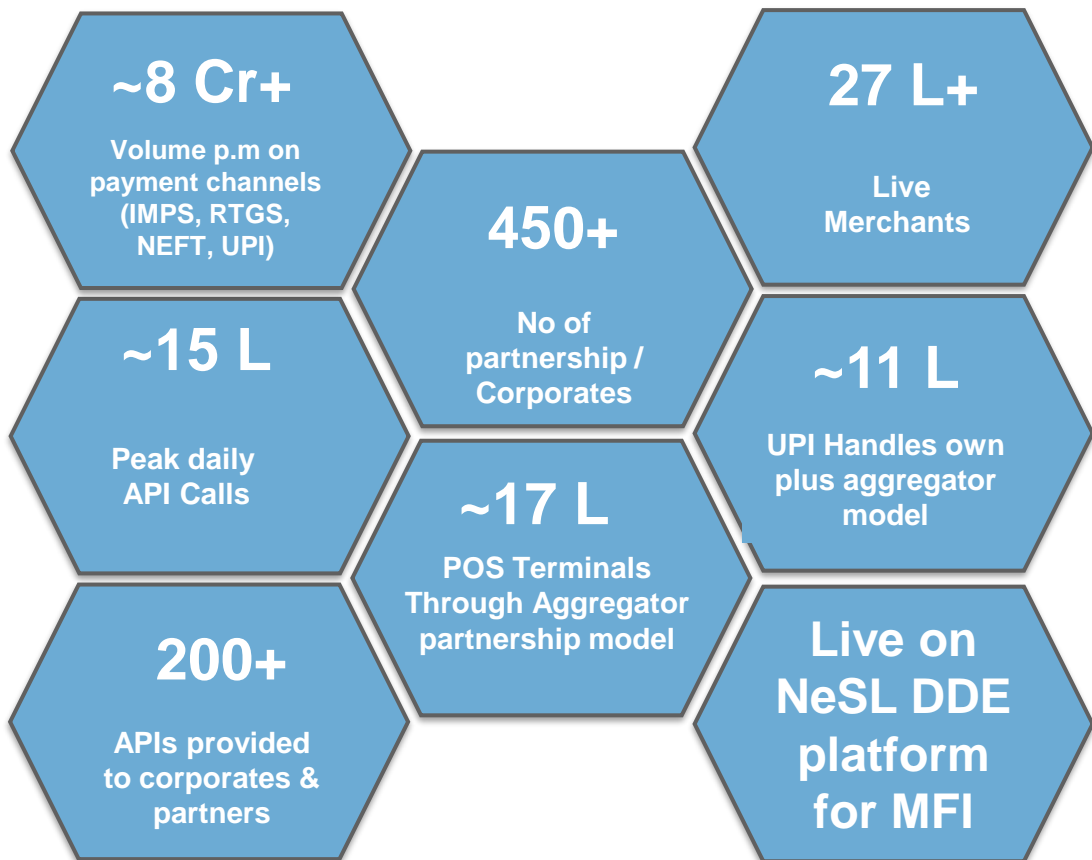 ~8 Cr+
Volume p.m on
payment channels
(IMPS, RTGS,
NEFT, UPI)
450+
No of
partnership /
Corporates
27 L+
Live
Merchants
~15 L
Peak daily
API Calls
~17 L
POS Terminals
Through Aggregator
partnership model
~11 L
UPI Handles own
plus aggregator
model
200+
APIs provided
to corporates &
partners
Live on
NeSL DDE
platform
for MFI